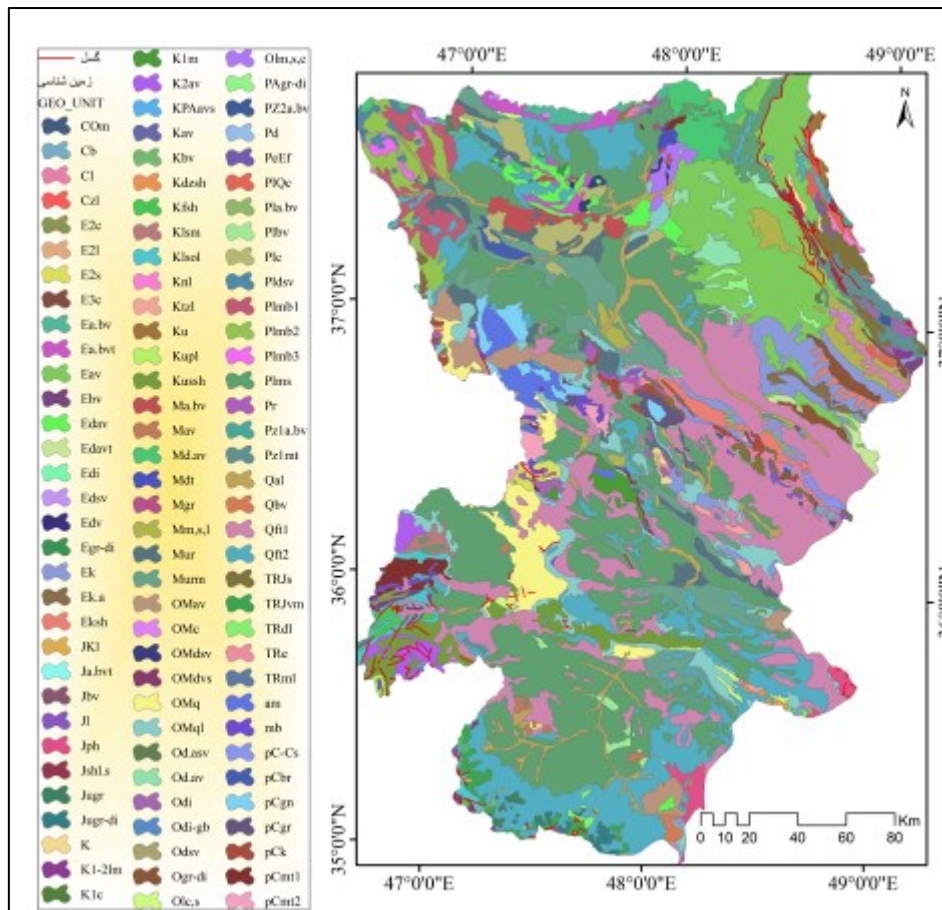 گسل
زمین شناسی
GEO_UNIT
COm
Cb
Cl
Czl
E2c
E2l
E2s
E3c
Ea.bv
Ea.bvt
Eav
Ebv
Edav
Edavt
Edi
Edsv
Edv
Egr-di
Ek
Ek.a
Eksh
JKl
Ja.bvt
Jbv
Jl
Jph
Jshl.s
Jugr
Jugr-di
K
K1-2lm
K1c
K1m
K2av
KPAavs
Kav
Kbv
Kdzsh
Kfsh
Klsm
Klsol
Knl
Ktzl
Ku
Kupl
Kussh
Ma.bv
Mav
Md.av
Mdt
Mgr
Mm,s,l
Mur
Murm
OMav
OMc
OMdsv
OMdvs
OMq
OMql
Od.asv
Od.av
Odi
Odi-gb
Odsv
Ogr-di
Olc,s
Olm,s,c
PAgr-di
PZ2a.bv
Pd
PeEf
PlQc
Pla.bv
Plbv
Plc
Pldsv
Plmb1
Plmb2
Plmb3
Plms
Pr
Pz1a.bv
Pz1mt
Qal
Qbv
Qft1
Qft2
TRJs
TRJvm
TRdl
TRe
TRml
am
mb
pC-Cs
pCbr
pCgn
pCgr
pCk
pCmt1
pCmt2
47°0'0"E
48°0'0"E
49°0'0"E
N
37°0'0"N
36°0'0"N
35°0'0"N
0 5 10 20 40 60 80 Km
47°0'0"E
48°0'0"E
49°0'0"E